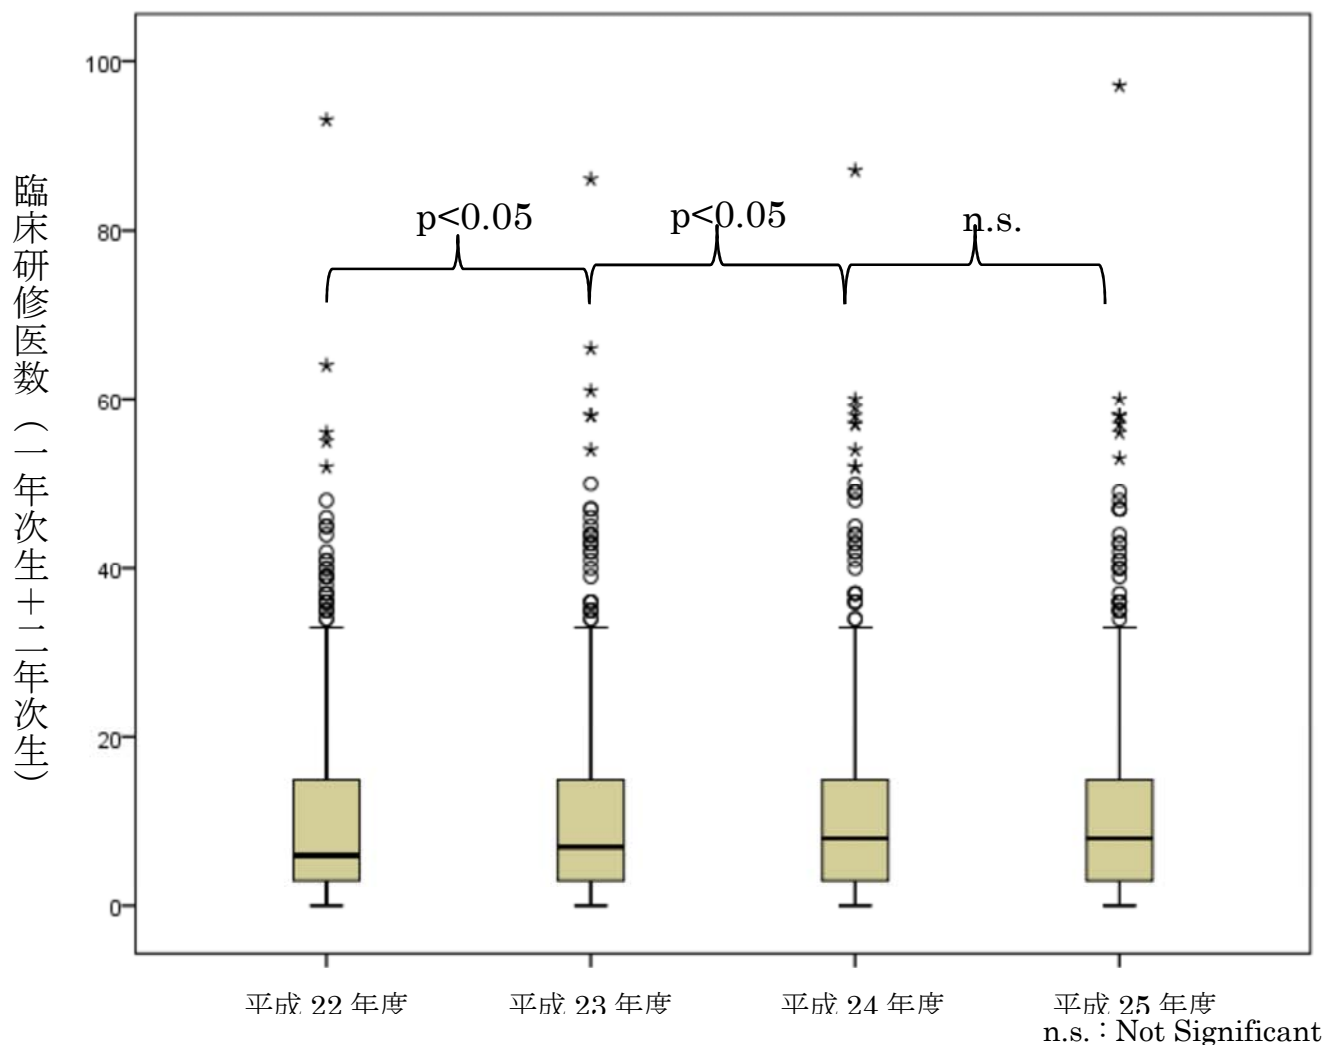 臨床研修医数（一年次生＋二年次生）
100
80
60
40
20
0
p<0.05
p<0.05
n.s.
平成 22 年度
平成 23 年度
平成 24 年度
平成 25 年度
n.s. : Not Significant